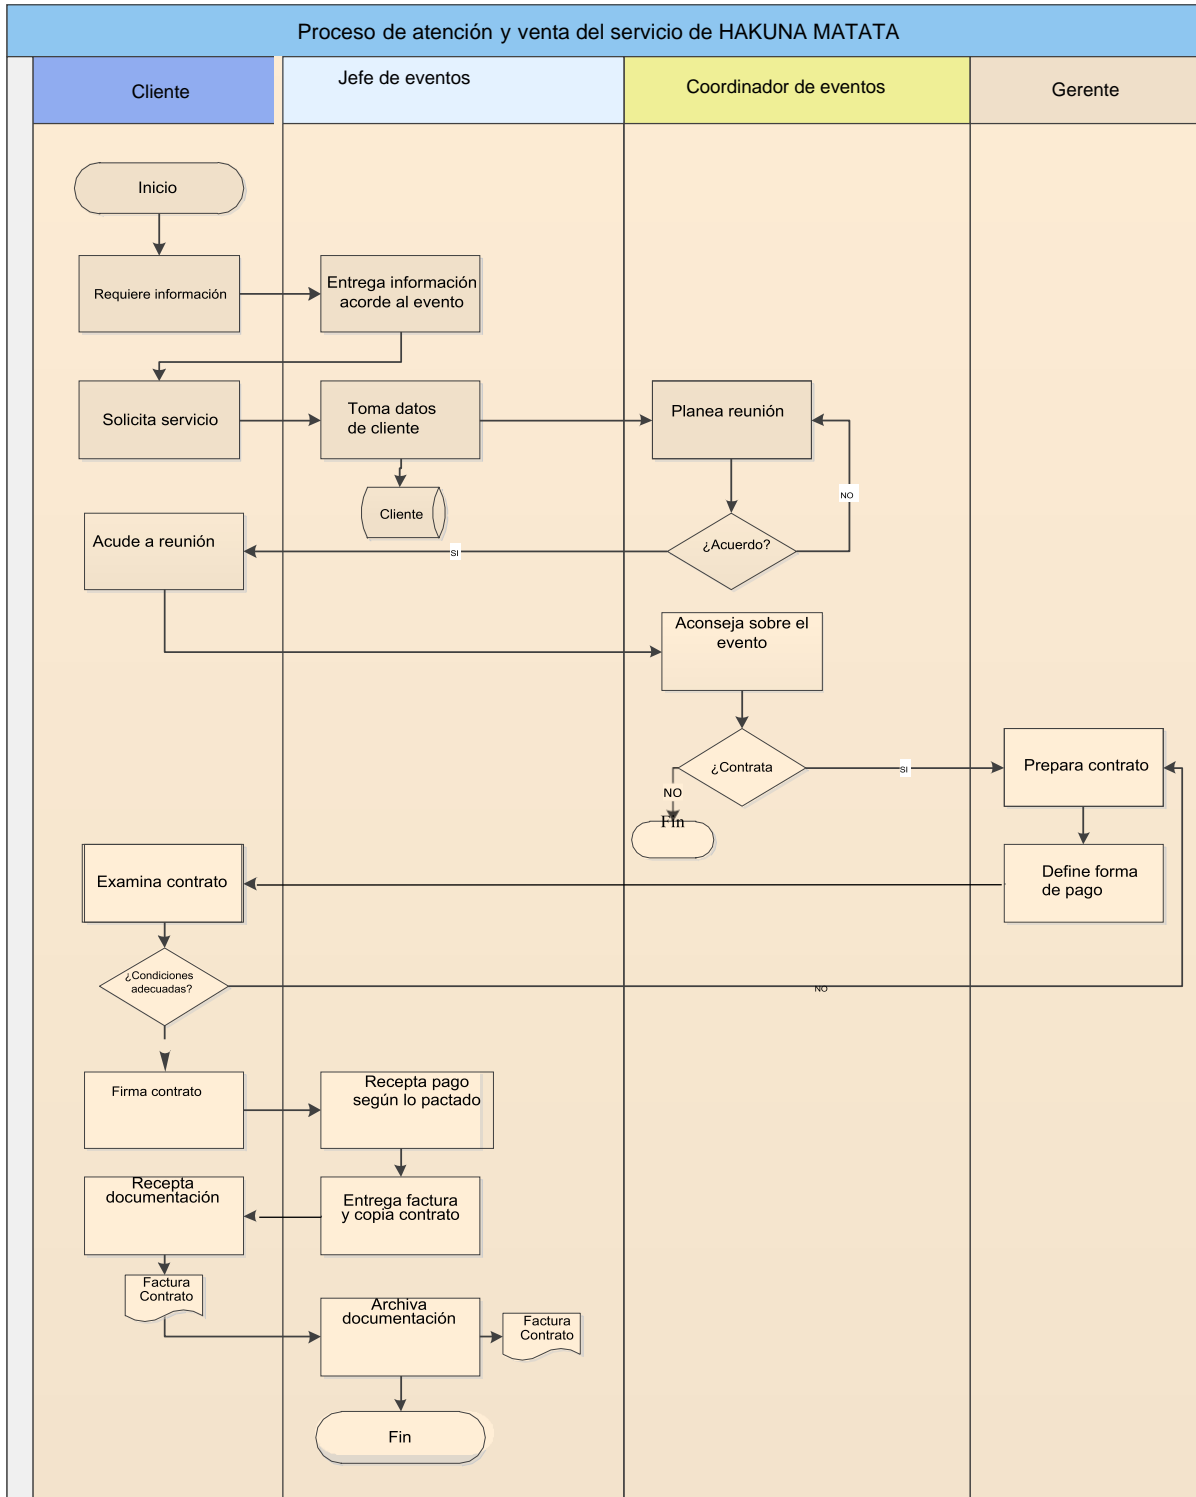 Proceso de atención y venta del servicio de HAKUNA MATATA
Cliente
Jefe de eventos
Coordinador de eventos
Gerente
Inicio
Requiere información
Entrega información
acorde al evento
Solicita servicio
Toma datos
de cliente
Planea reunión
NO
Cliente
Acude a reunión
¿Acuerdo?
SI
Aconseja sobre el
evento
¿Contrata
SI
Prepara contrato
NO
Fin
Examina contrato
Define forma
de pago
¿Condiciones
adecuadas?
NO
Firma contrato
Recepta pago
según lo pactado
Recepta
documentación
Entrega factura
y copia contrato
Factura
Contrato
Archiva
documentación
Factura
Contrato
Fin